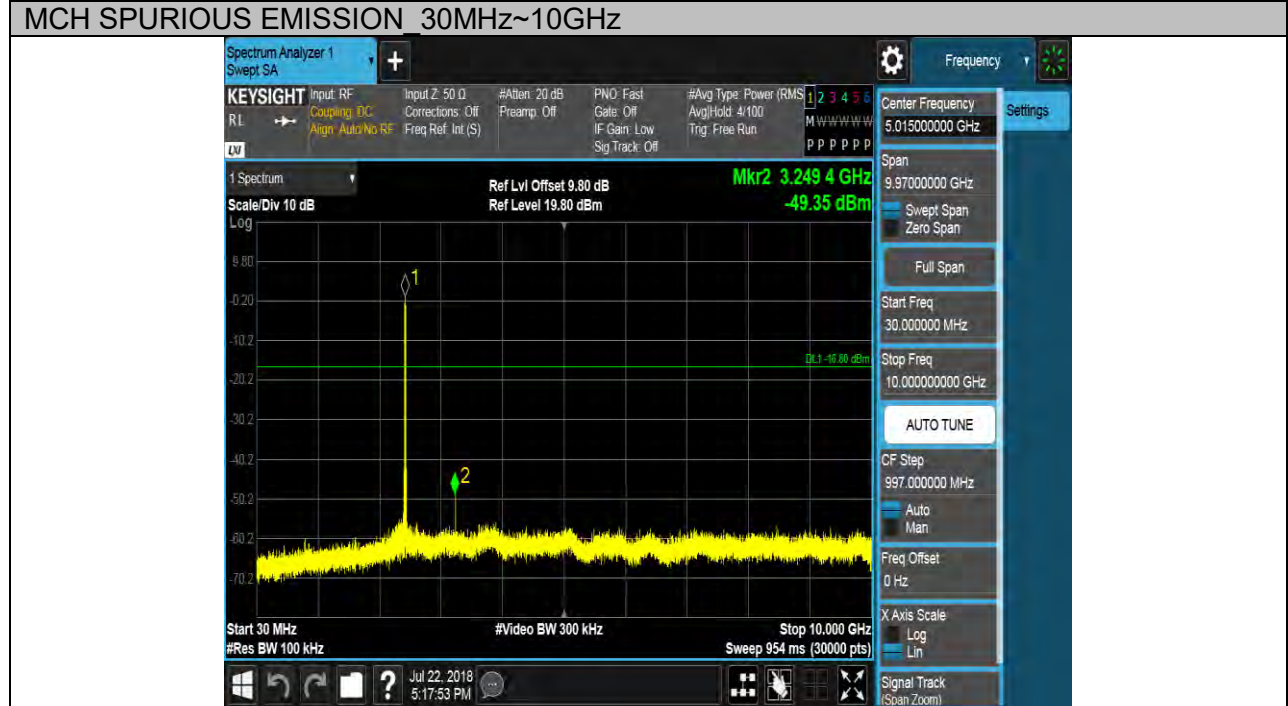 MCH SPURIOUS EMISSION_30MHz~10GHz
Spectrum Analyzer 1
Swept SA
+
Frequency
KEYSIGHT
RL
LXI
Input: RF
Coupling: DC
Align: Auto/No RF
Input Z: 50 Ω
Corrections: Off
Freq Ref: Int (S)
#Atten: 20 dB
Preamp: Off
PNO: Fast
Gate: Off
IF Gain: Low
Sig Track: Off
#Avg Type: Power (RMS
Avg|Hold: 4/100
Trig: Free Run
1 2 3 4 5 6
M W W W W W
P P P P P P
1 Spectrum
Scale/Div 10 dB
Log
Ref Lvl Offset 9.80 dB
Ref Level 19.80 dBm
Mkr2 3.249 4 GHz
-49.35 dBm
9.80
-0.20
-10.2
-20.2
-30.2
-40.2
-50.2
-60.2
-70.2
1
2
DL1 -16.80 dBm
Start 30 MHz
#Res BW 100 kHz
#Video BW 300 kHz
Stop 10.000 GHz
Sweep 954 ms (30000 pts)
Center Frequency
5.015000000 GHz
Settings
Span
9.97000000 GHz
Swept Span
Zero Span
Full Span
Start Freq
30.000000 MHz
Stop Freq
10.000000000 GHz
AUTO TUNE
CF Step
997.000000 MHz
Auto
Man
Freq Offset
0 Hz
X Axis Scale
Log
Lin
Signal Track
(Span Zoom)
?
Jul 22, 2018
5:17:53 PM